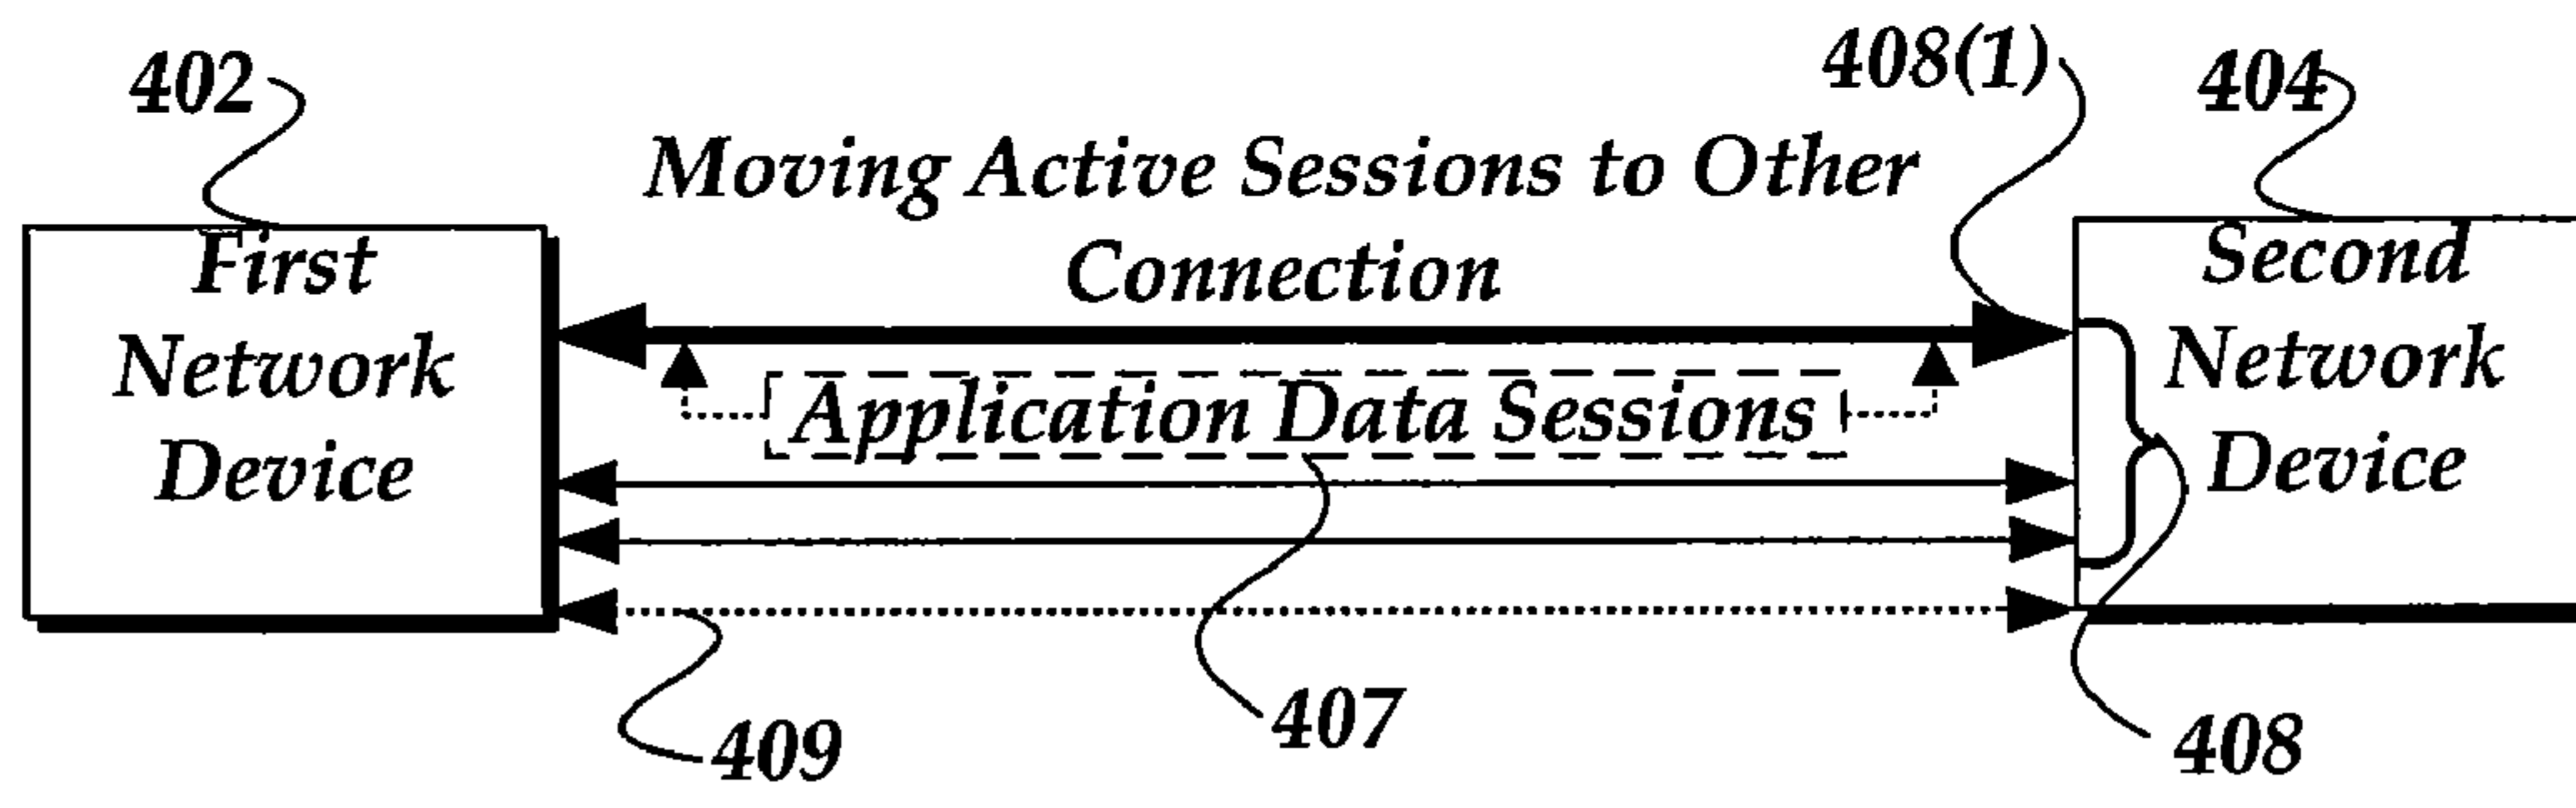 402
408(1)
404
Moving Active Sessions to Other
Connection
First
Network
Device
Second
Network
Device
Application Data Sessions
409
407
408